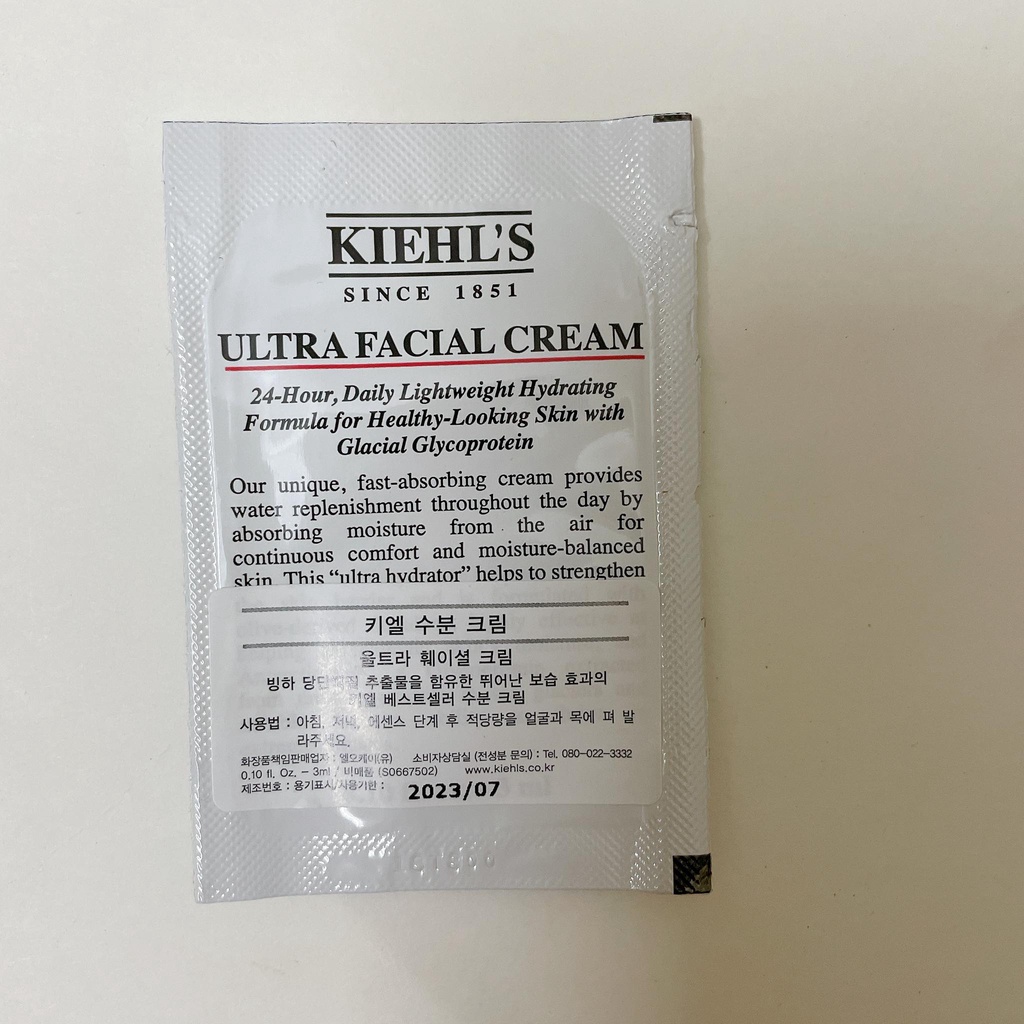 KIEHL'S
SINCE 1851
ULTRA FACIAL CREAM
24-Hour, Daily Lightweight Hydrating
Formula for Healthy-Looking Skin with
Glacial Glycoprotein
Our unique, fast-absorbing cream provides
water replenishment throughout the day by
absorbing moisture from the air for
continuous comfort and moisture-balanced
skin. This “ultra hydrator” helps to strengthen
키엘 수분 크림
울트라 훼이셜 크림
빙하 추출물을 함유한 뛰어난 보습 효과의
키엘 베스트셀러 수분 크림
사용법 : 아침, 저녁, 에센스 단계 후 적당량을 얼굴과 목에 펴 발
라주세요.
화장품책임판매업자 : 엘오케이(유) 소비자상담실 (전성분 문의) : Tel. 080-022-3332
0.10 fl. Oz. - 3ml / 비매품 (S0667502) www.kiehls.co.kr
제조번호 : 용기표시/사용기한 : 2023/07